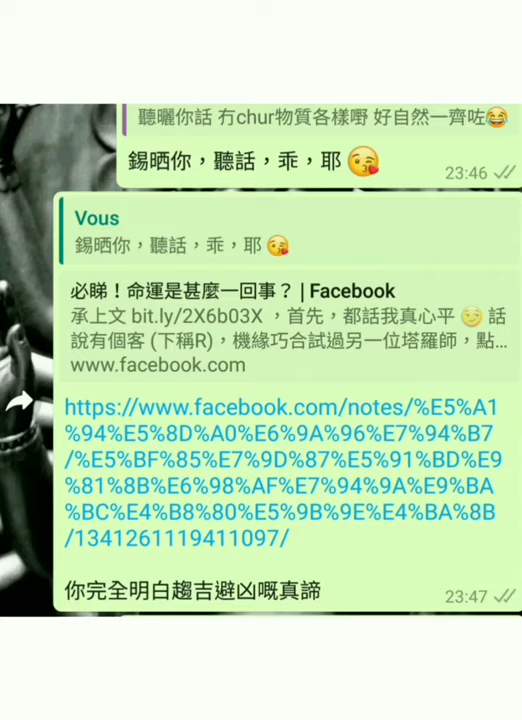 聽曬你話 冇chur物質各樣嘢 好自然一齊咗😂
錫晒你，聽話，乖，耶 😘
23:46
Vous
錫晒你，聽話，乖，耶 😘
必睇！命運是甚麼一回事？ | Facebook
承上文 bit.ly/2X6b03X ，首先，都話我真心平 😏 話
說有個客 (下稱R)，機緣巧合試過另一位塔羅師，點...
www.facebook.com
https://www.facebook.com/notes/%E5%A1
%94%E5%8D%A0%E6%9A%96%E7%94%B7
/%E5%BF%85%E7%9D%87%E5%91%BD%E9
%81%8B%E6%98%AF%E7%94%9A%E9%BA
%BC%E4%B8%80%E5%9B%9E%E4%BA%8B
/1341261119411097/
你完全明白趨吉避凶嘅真諦
23:47